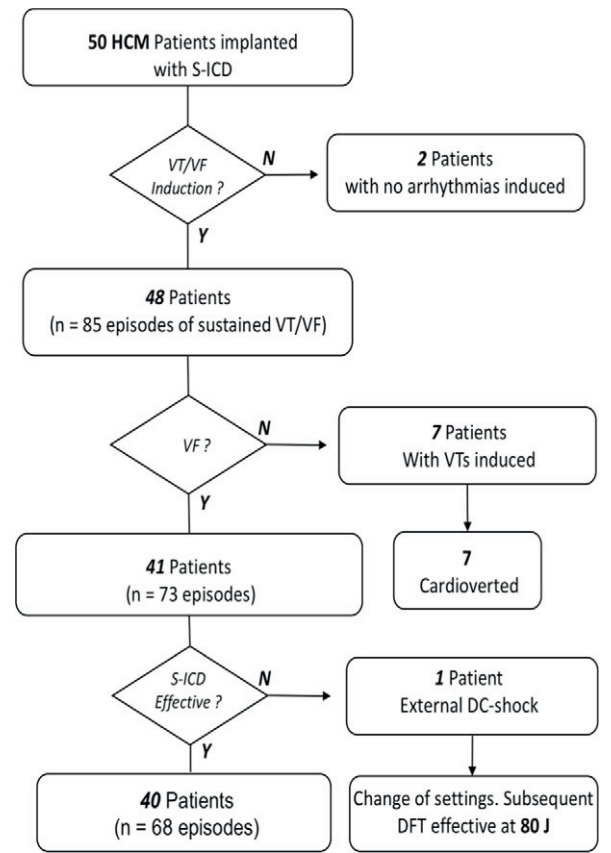 50 HCM Patients implanted
with S-ICD
VT/VF
Induction ?
N
2 Patients
with no arrhythmias induced
Y
48 Patients
(n = 85 episodes of sustained VT/VF)
VF ?
N
7 Patients
With VTs induced
Y
7
Cardioverted
41 Patients
(n = 73 episodes)
S-ICD
Effective ?
N
1 Patient
External DC-shock
Y
40 Patients
(n = 68 episodes)
Change of settings. Subsequent
DFT effective at 80 J